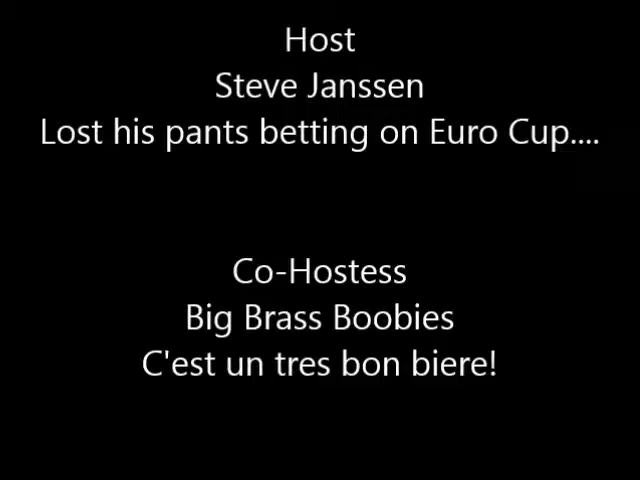 Host
Steve Janssen
Lost his pants betting on Euro Cup....
Co-Hostess
Big Brass Boobies
C'est un tres bon biere!